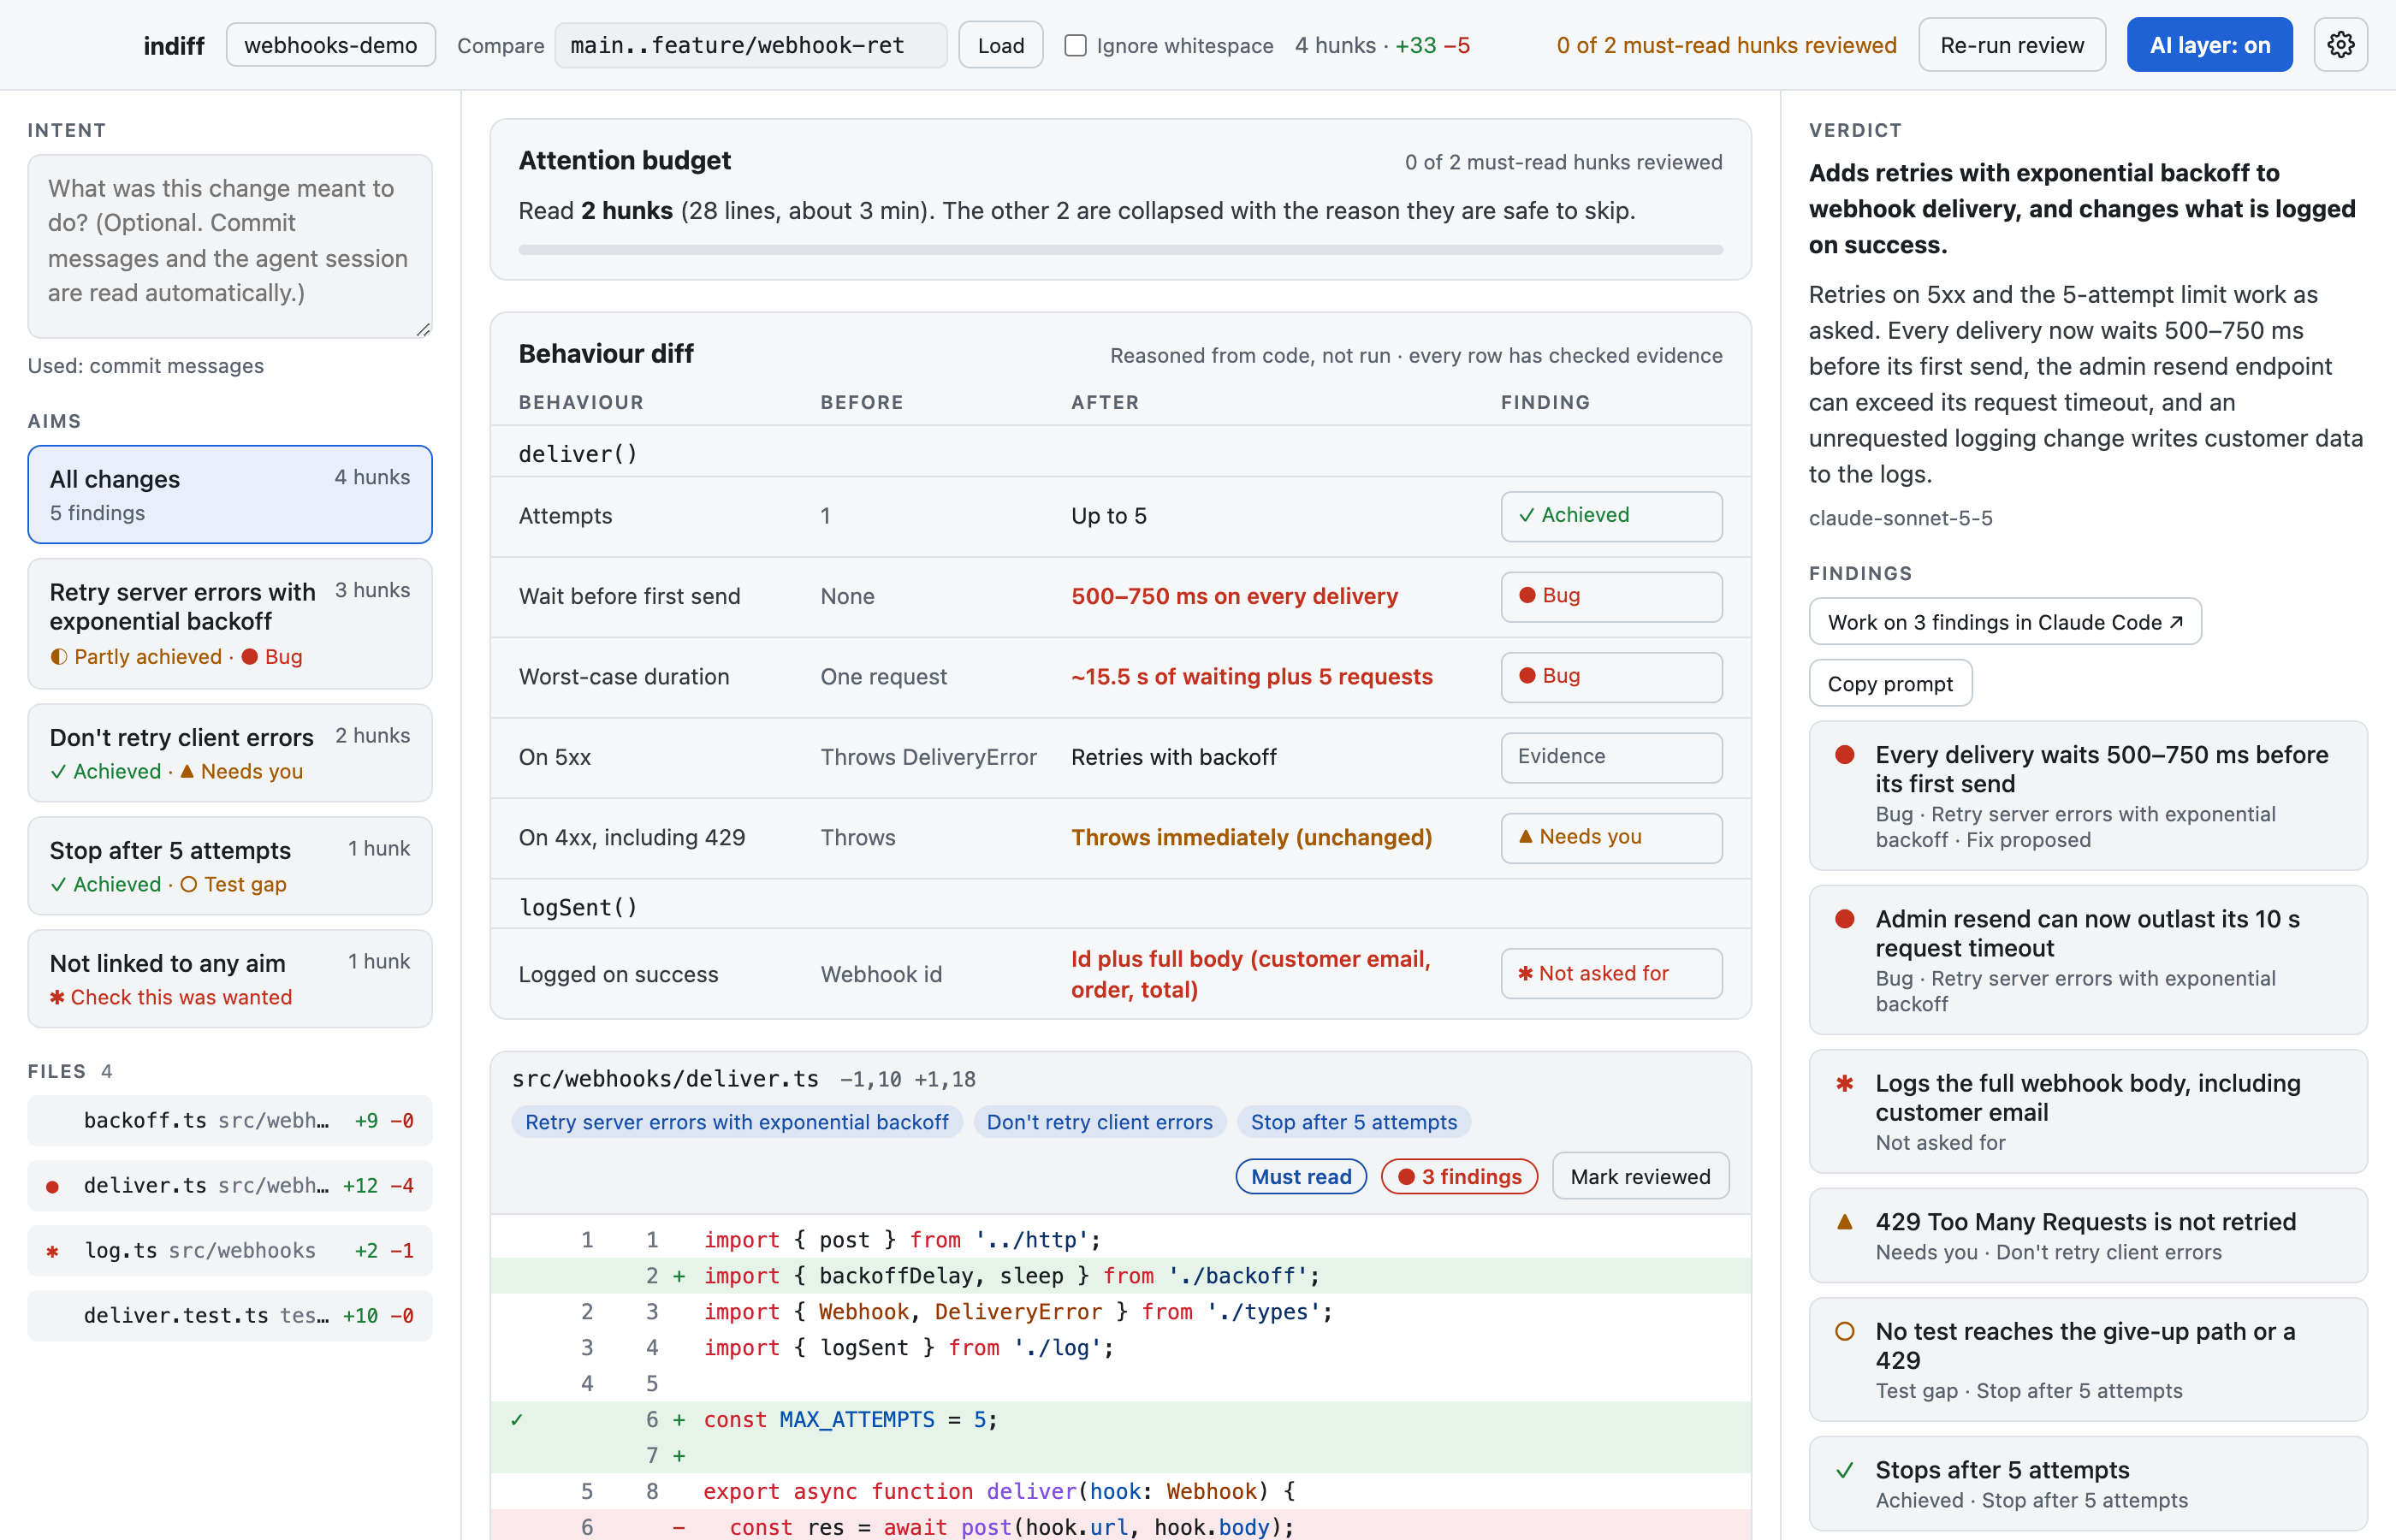 indiff webhooks-demo Compare main..feature/webhook-ret Load Ignore whitespace 4 hunks · +33 −5 0 of 2 must-read hunks reviewed Re-run review AI layer: on
INTENT
What was this change meant to
do? (Optional. Commit
messages and the agent session
are read automatically.)
Used: commit messages
AIMS
All changes 4 hunks
5 findings
Retry server errors with 3 hunks
exponential backoff
◐ Partly achieved · ● Bug
Don't retry client errors 2 hunks
✓ Achieved · ▲ Needs you
Stop after 5 attempts 1 hunk
✓ Achieved · ○ Test gap
Not linked to any aim 1 hunk
✱ Check this was wanted
FILES 4
backoff.ts src/webh… +9 −0
● deliver.ts src/webh… +12 −4
✱ log.ts src/webhooks +2 −1
deliver.test.ts tes… +10 −0
Attention budget 0 of 2 must-read hunks reviewed
Read 2 hunks (28 lines, about 3 min). The other 2 are collapsed with the reason they are safe to skip.
Behaviour diff Reasoned from code, not run · every row has checked evidence
BEHAVIOUR BEFORE AFTER FINDING
deliver()
Attempts 1 Up to 5 ✓ Achieved
Wait before first send None 500–750 ms on every delivery ● Bug
Worst-case duration One request ~15.5 s of waiting plus 5 requests ● Bug
On 5xx Throws DeliveryError Retries with backoff Evidence
On 4xx, including 429 Throws Throws immediately (unchanged) ▲ Needs you
logSent()
Logged on success Webhook id Id plus full body (customer email, ✱ Not asked for
order, total)
src/webhooks/deliver.ts −1,10 +1,18
Retry server errors with exponential backoff Don't retry client errors Stop after 5 attempts
Must read ● 3 findings Mark reviewed
1 1 import { post } from '../http';
2 + import { backoffDelay, sleep } from './backoff';
2 3 import { Webhook, DeliveryError } from './types';
3 4 import { logSent } from './log';
4 5
✓ 6 + const MAX_ATTEMPTS = 5;
7 +
5 8 export async function deliver(hook: Webhook) {
6 − const res = await post(hook.url, hook.body);
VERDICT
Adds retries with exponential backoff to
webhook delivery, and changes what is logged
on success.
Retries on 5xx and the 5-attempt limit work as
asked. Every delivery now waits 500–750 ms
before its first send, the admin resend endpoint
can exceed its request timeout, and an
unrequested logging change writes customer data
to the logs.
claude-sonnet-5-5
FINDINGS
Work on 3 findings in Claude Code ↗
Copy prompt
● Every delivery waits 500–750 ms before
its first send
Bug · Retry server errors with exponential
backoff · Fix proposed
● Admin resend can now outlast its 10 s
request timeout
Bug · Retry server errors with exponential
backoff
✱ Logs the full webhook body, including
customer email
Not asked for
▲ 429 Too Many Requests is not retried
Needs you · Don't retry client errors
○ No test reaches the give-up path or a
429
Test gap · Stop after 5 attempts
✓ Stops after 5 attempts
Achieved · Stop after 5 attempts